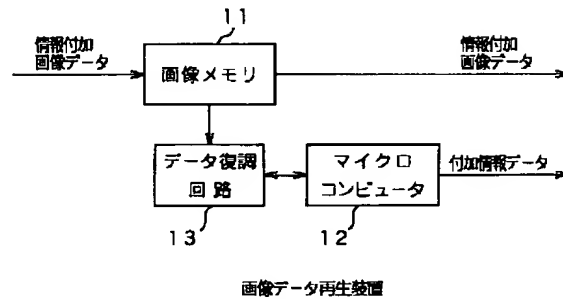 11
情報付加
画像データ
画像メモリ
情報付加
画像データ
データ復調
回路
マイクロ
コンピュータ
付加情報データ
13
12
画像データ再生装置